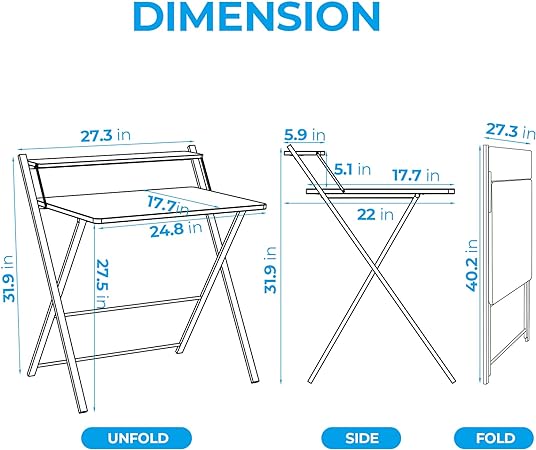 DIMENSION
27.3 in
17.7 in
24.8 in
31.9 in
27.5 in
UNFOLD
5.9 in
5.1 in
17.7 in
22 in
31.9 in
SIDE
27.3 in
40.2 in
FOLD